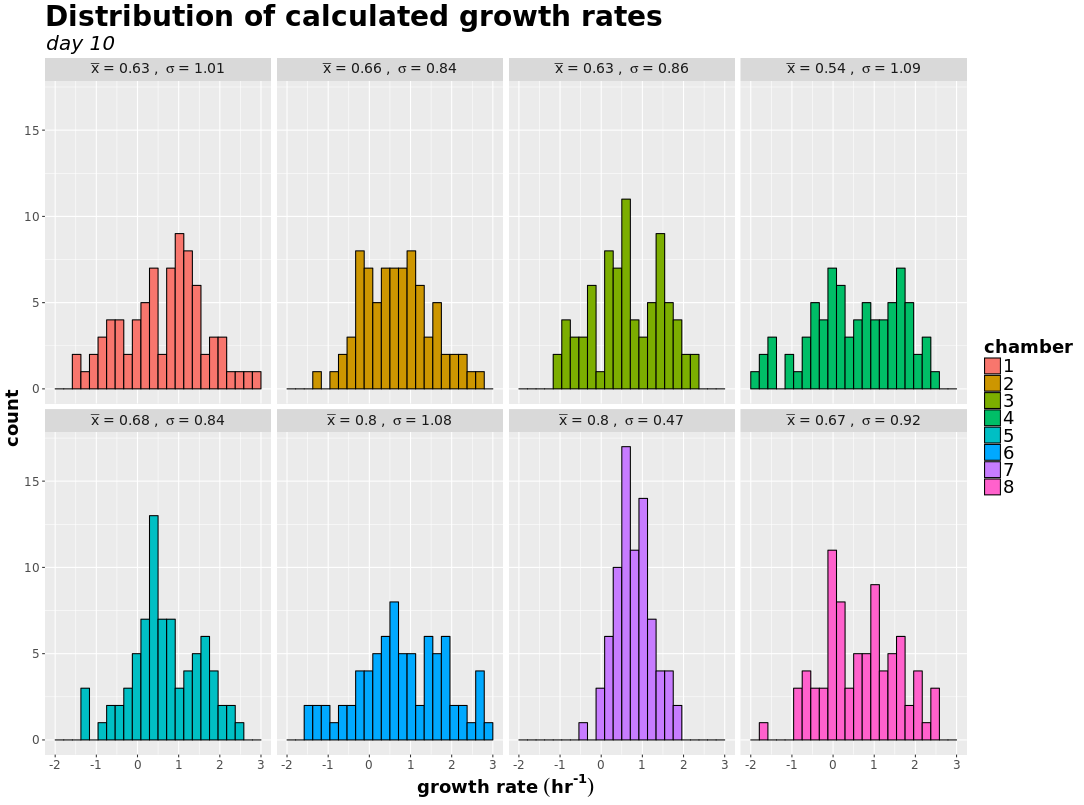 Distribution of calculated growth rates
day 10
x̅ = 0.63 , σ = 1.01
x̅ = 0.66 , σ = 0.84
x̅ = 0.63 , σ = 0.86
x̅ = 0.54 , σ = 1.09
15
10
5
0
x̅ = 0.68 , σ = 0.84
x̅ = 0.8 , σ = 1.08
x̅ = 0.8 , σ = 0.47
x̅ = 0.67 , σ = 0.92
15
10
5
0
-2 -1 0 1 2 3
-2 -1 0 1 2 3
-2 -1 0 1 2 3
-2 -1 0 1 2 3
count
growth rate (hr⁻¹)
chamber
1
2
3
4
5
6
7
8